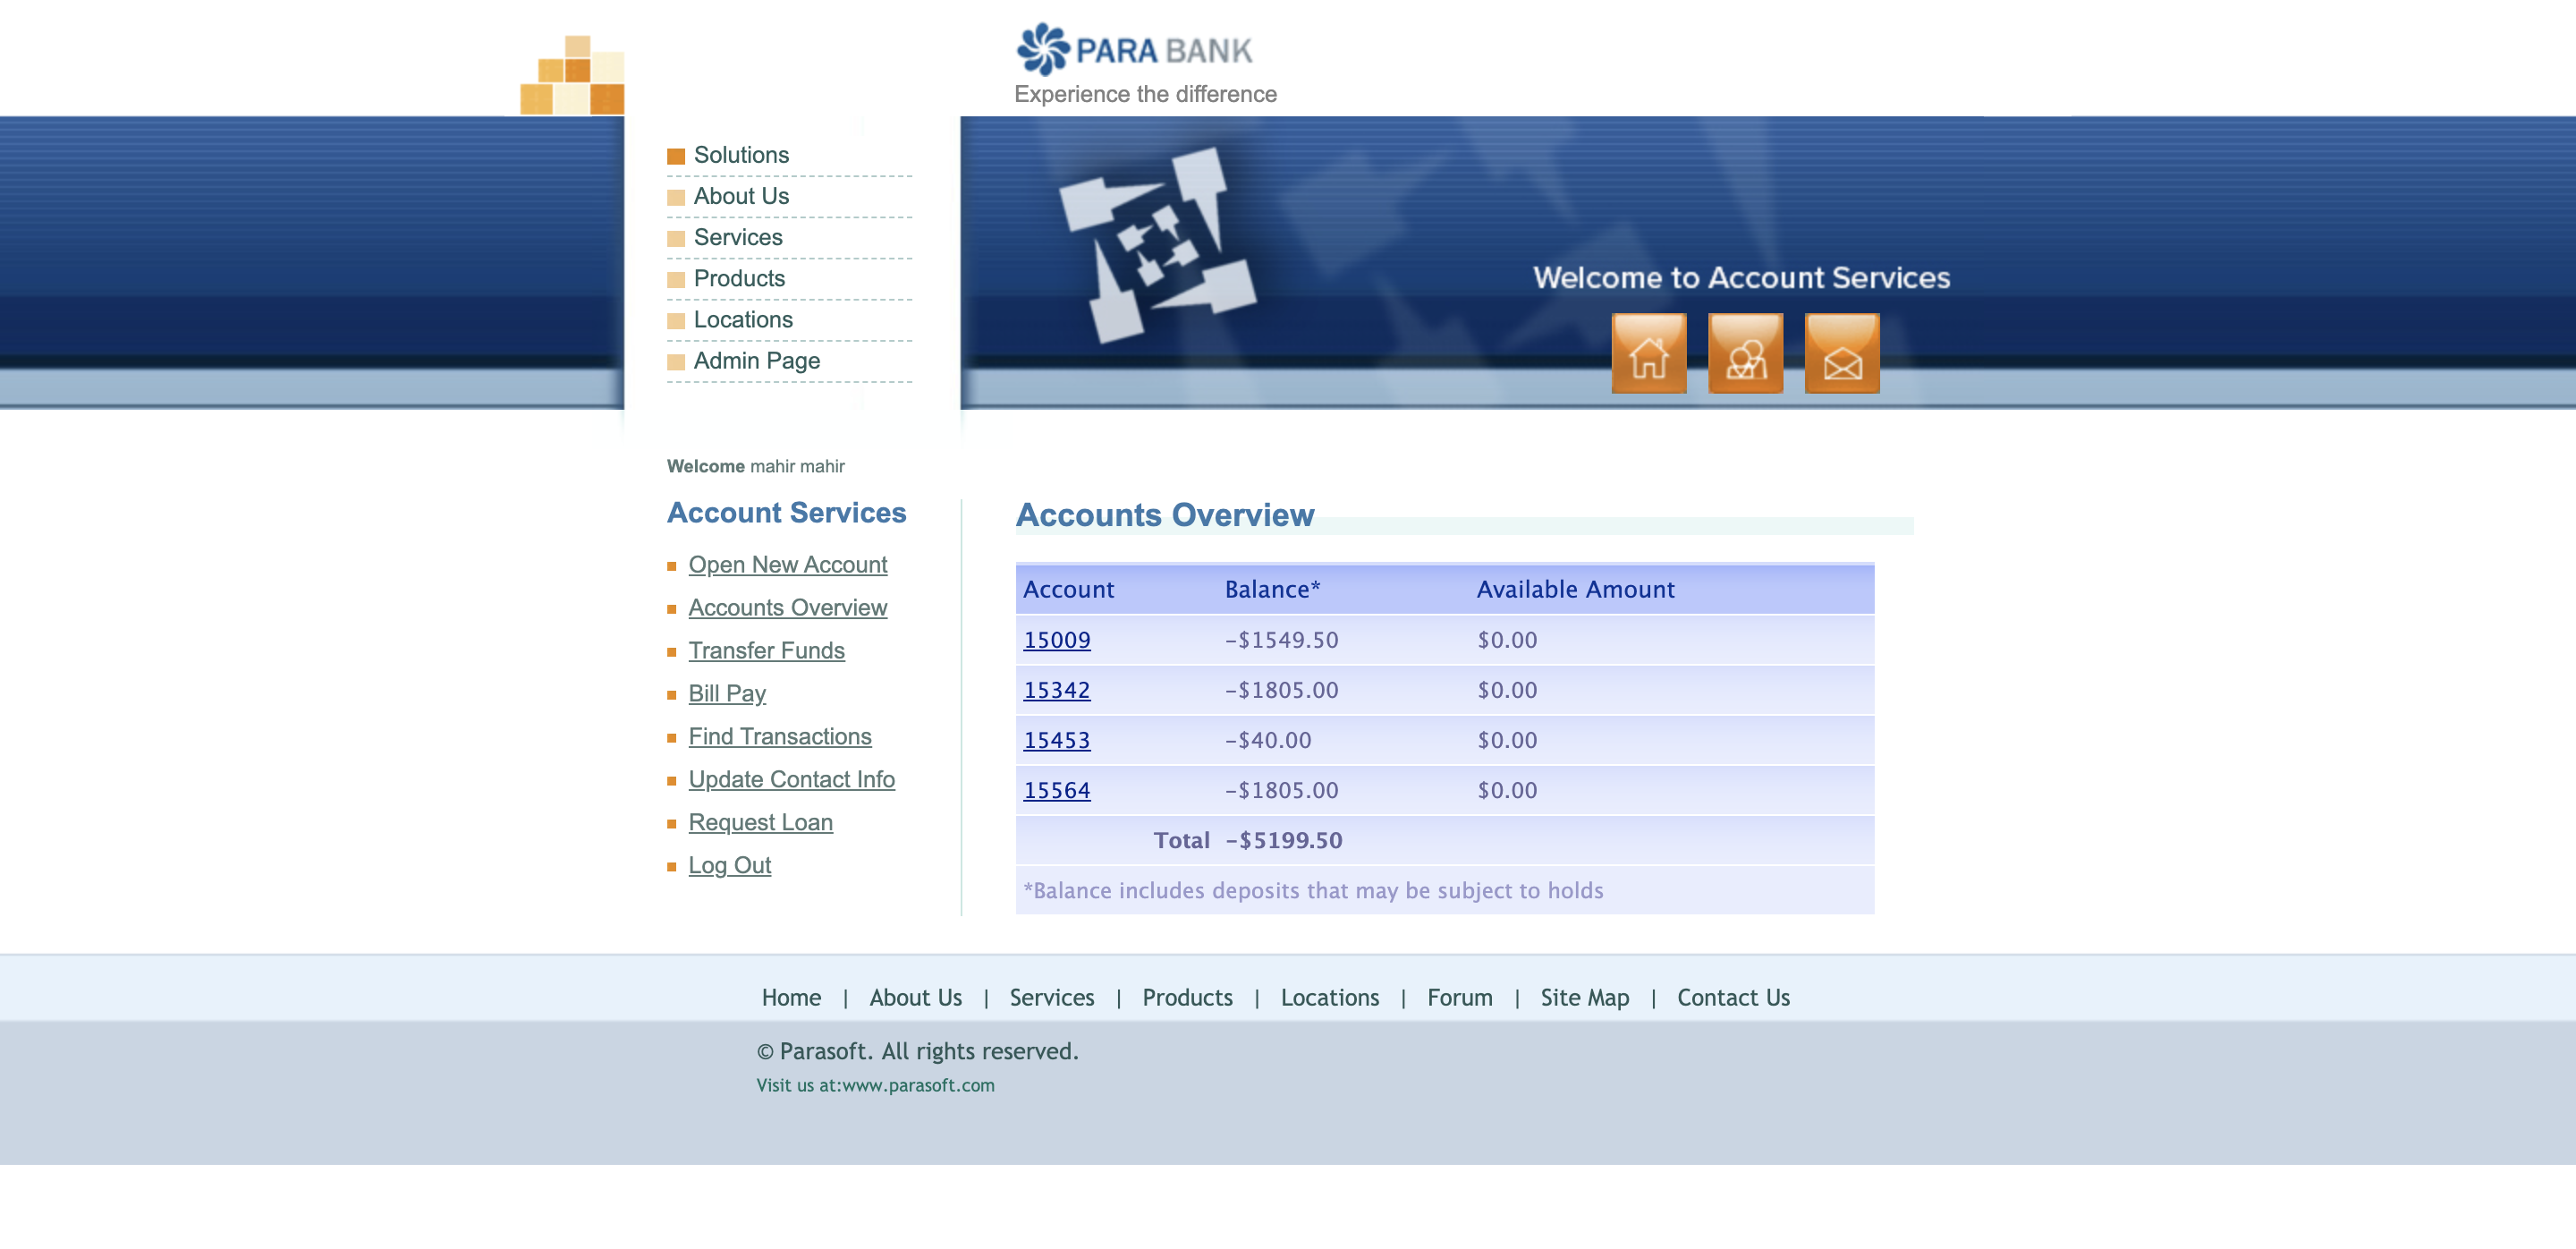 PARA BANK
Experience the difference
Solutions
About Us
Services
Products
Locations
Admin Page
Welcome to Account Services
Welcome mahir mahir
Account Services
Open New Account
Accounts Overview
Transfer Funds
Bill Pay
Find Transactions
Update Contact Info
Request Loan
Log Out
Accounts Overview
Account Balance* Available Amount
15009 -$1549.50 $0.00
15342 -$1805.00 $0.00
15453 -$40.00 $0.00
15564 -$1805.00 $0.00
Total -$5199.50
*Balance includes deposits that may be subject to holds
Home | About Us | Services | Products | Locations | Forum | Site Map | Contact Us
© Parasoft. All rights reserved.
Visit us at:www.parasoft.com